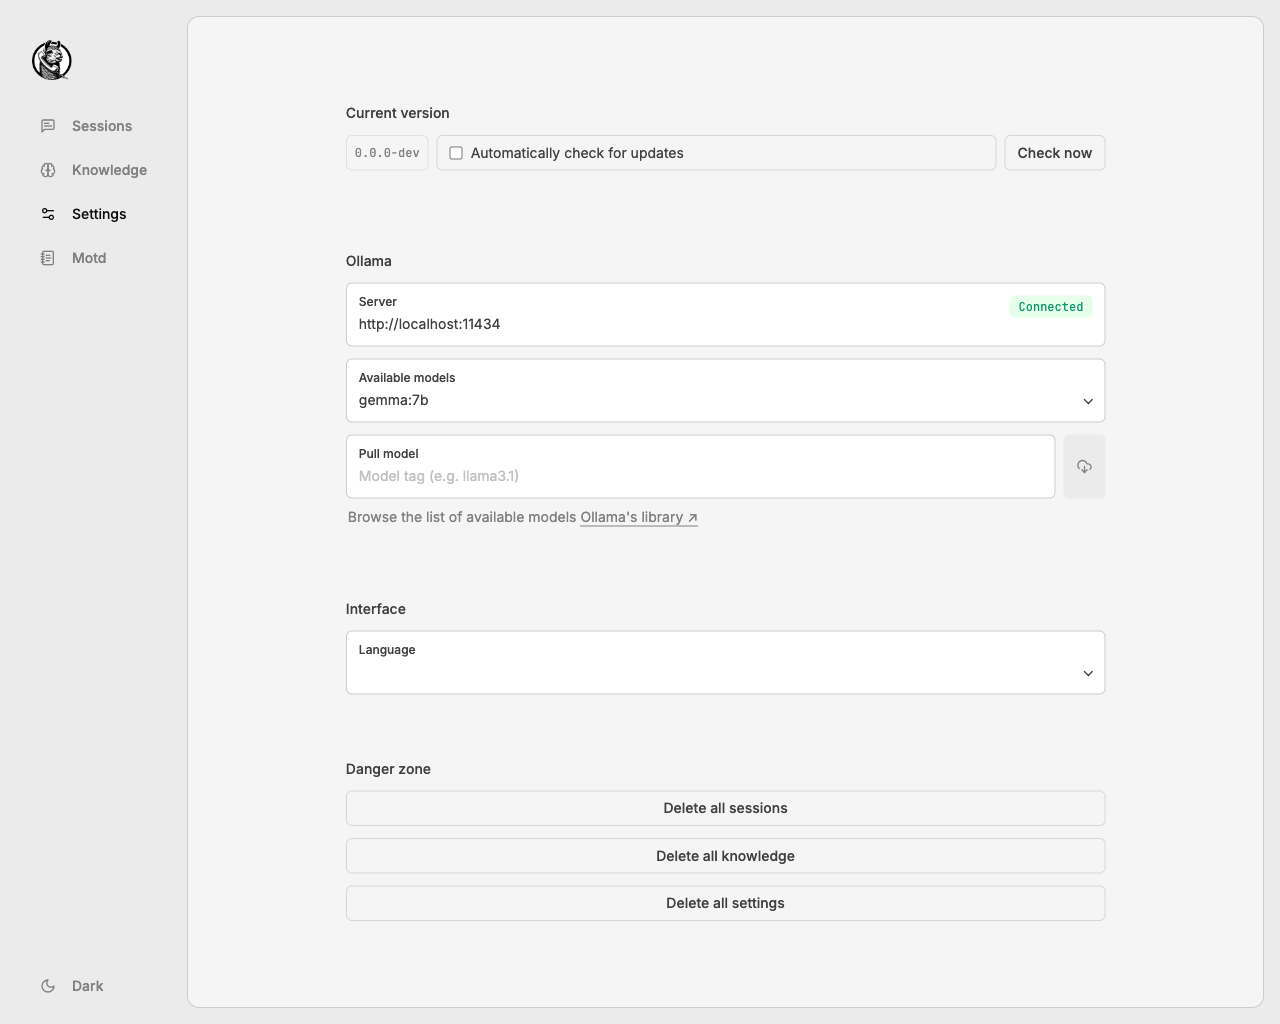 Sessions
Knowledge
Settings
Motd
Dark
Current version
0.0.0-dev
Automatically check for updates
Check now
Ollama
Server
http://localhost:11434
Connected
Available models
gemma:7b
Pull model
Model tag (e.g. llama3.1)
Browse the list of available models Ollama's library ↗
Interface
Language
Danger zone
Delete all sessions
Delete all knowledge
Delete all settings